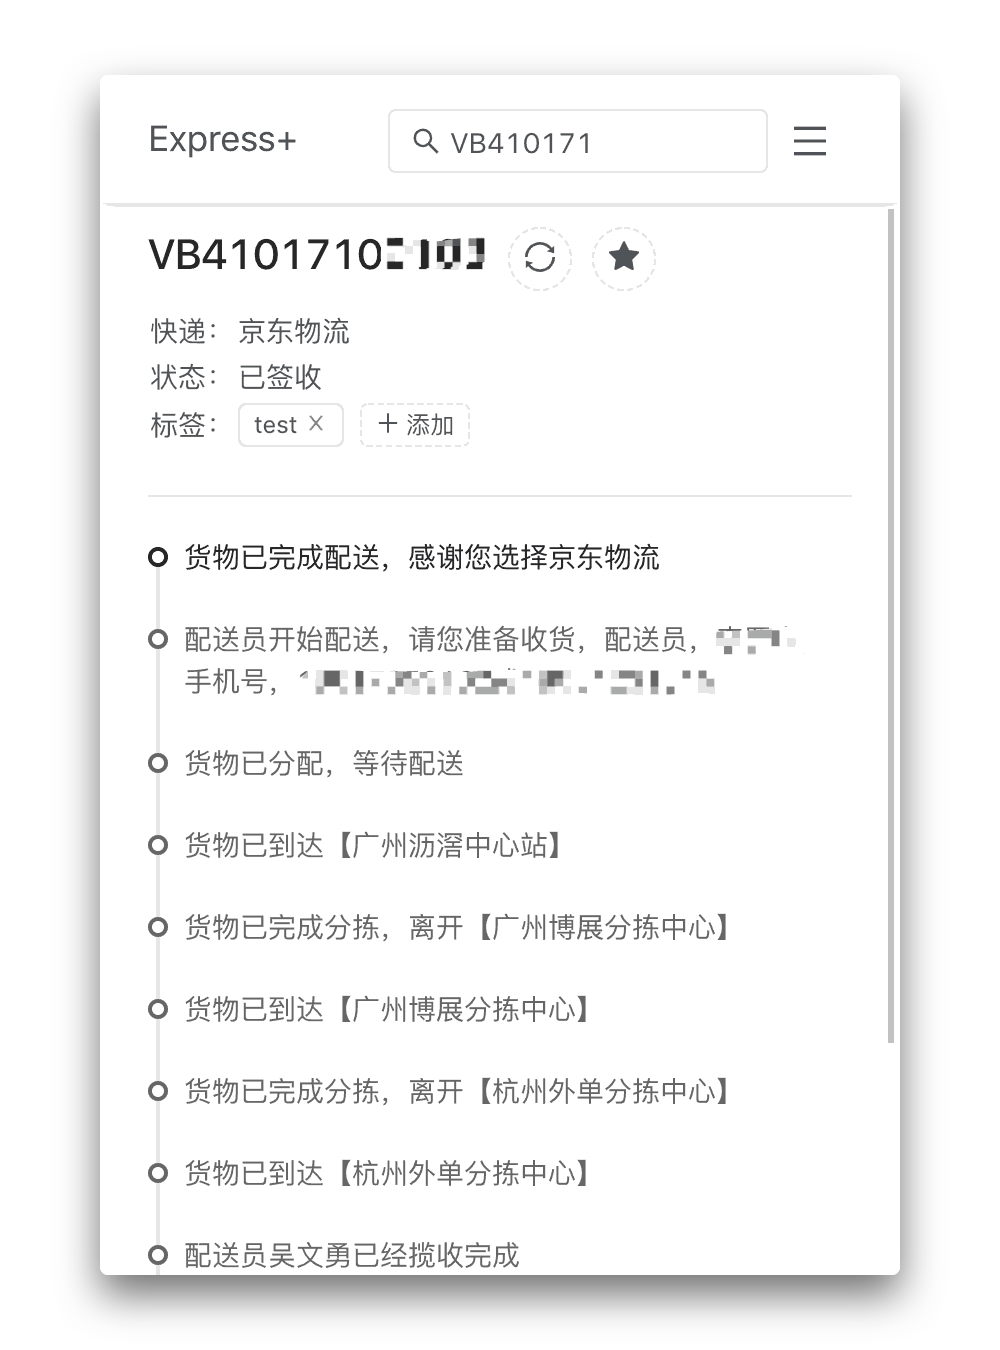 Express+
VB410171
VB4101710
快递： 京东物流
状态： 已签收
标签： test × + 添加
货物已完成配送，感谢您选择京东物流
配送员开始配送，请您准备收货，配送员，
手机号，
货物已分配，等待配送
货物已到达【广州沥滘中心站】
货物已完成分拣，离开【广州博展分拣中心】
货物已到达【广州博展分拣中心】
货物已完成分拣，离开【杭州外单分拣中心】
货物已到达【杭州外单分拣中心】
配送员吴文勇已经揽收完成